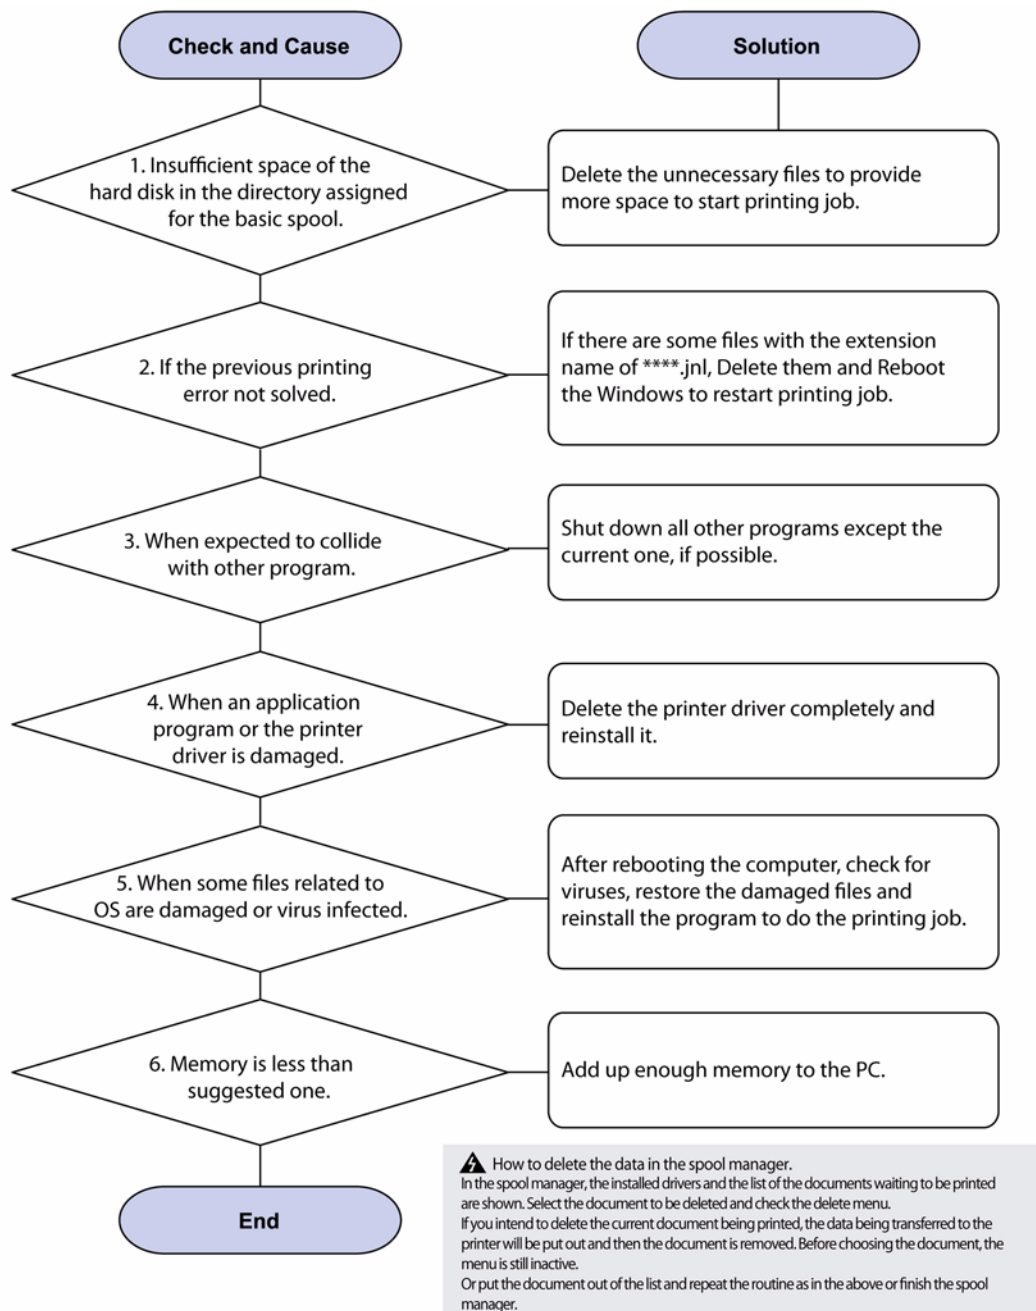 Check and Cause
Solution
1. Insufficient space of the
hard disk in the directory assigned
for the basic spool.
Delete the unnecessary files to provide
more space to start printing job.
2. If the previous printing
error not solved.
If there are some files with the extension
name of ****.jnl, Delete them and Reboot
the Windows to restart printing job.
3. When expected to collide
with other program.
Shut down all other programs except the
current one, if possible.
4. When an application
program or the printer
driver is damaged.
Delete the printer driver completely and
reinstall it.
5. When some files related to
OS are damaged or virus infected.
After rebooting the computer, check for
viruses, restore the damaged files and
reinstall the program to do the printing job.
6. Memory is less than
suggested one.
Add up enough memory to the PC.
End
How to delete the data in the spool manager.
In the spool manager, the installed drivers and the list of the documents waiting to be printed
are shown. Select the document to be deleted and check the delete menu.
If you intend to delete the current document being printed, the data being transferred to the
printer will be put out and then the document is removed. Before choosing the document, the
menu is still inactive.
Or put the document out of the list and repeat the routine as in the above or finish the spool
manager.